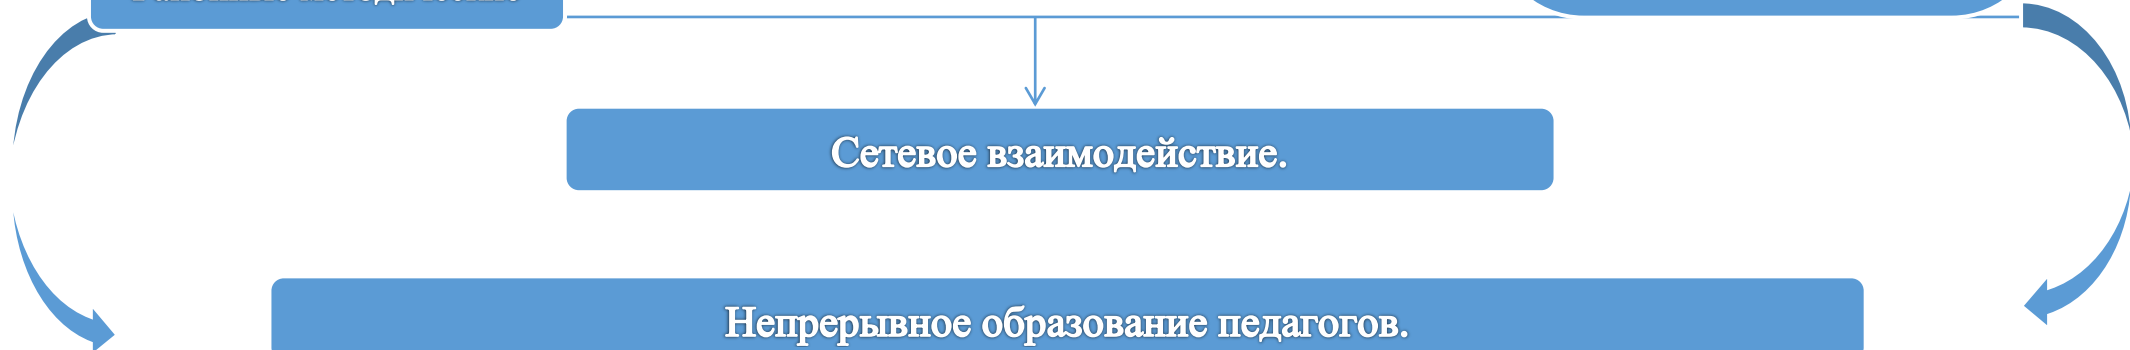 Сетевое взаимодействие.
Непрерывное образование педагогов.